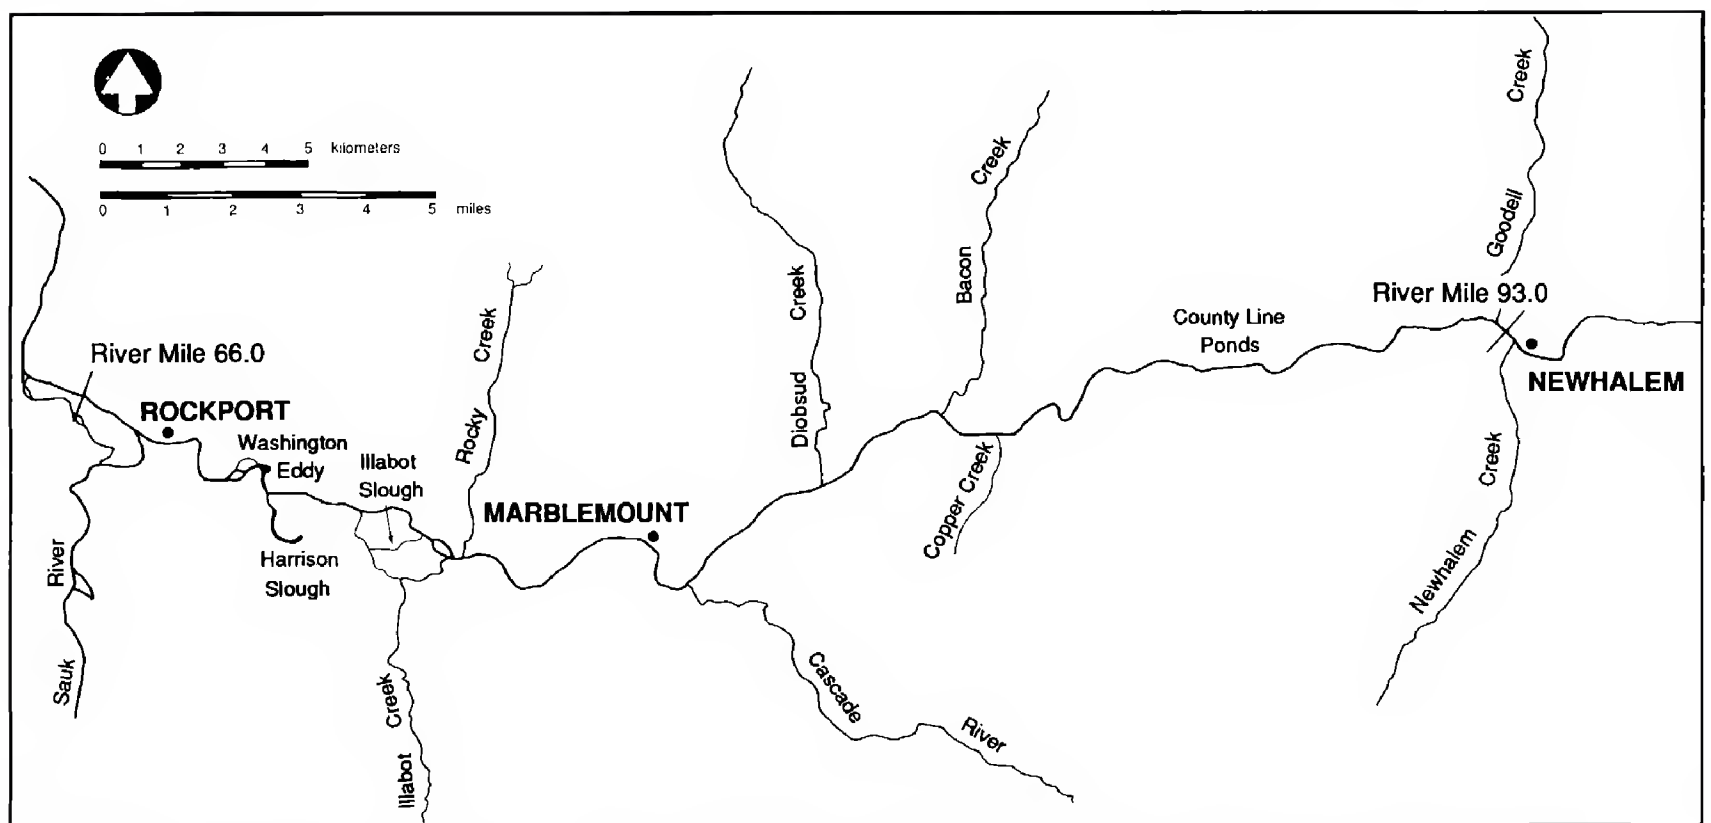 0 1 2 3 4 5 kilometers
0 1 2 3 4 5 miles
Creek
Goodell
River Mile 93.0
NEWHALEM
Creek
Newhalem
County Line
Ponds
Creek
Bacon
Copper Creek
Creek
Diobsud
Creek
Rocky
River Mile 66.0
ROCKPORT
Washington
Eddy
Illabot
Slough
MARBLEMOUNT
Harrison
Slough
River
Sauk
Creek
Illabot
Cascade
River